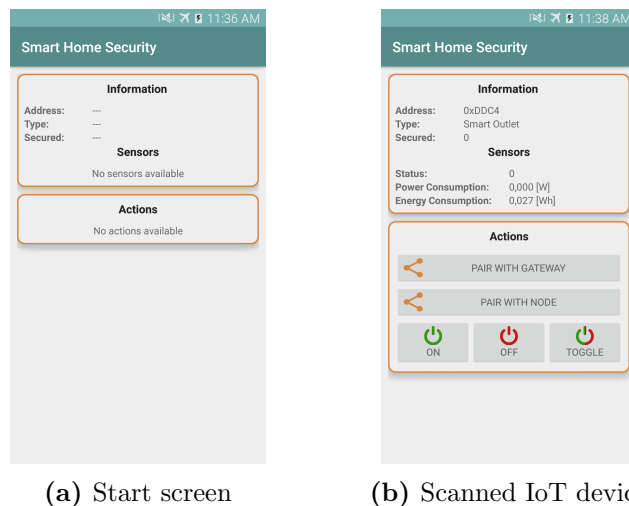 11:36 AM
Smart Home Security
Information
Address: ---
Type: ---
Secured: ---
Sensors
No sensors available
Actions
No actions available
(a) Start screen
11:38 AM
Smart Home Security
Information
Address: 0xDDC4
Type: Smart Outlet
Secured: 0
Sensors
Status: 0
Power Consumption: 0,000 [W]
Energy Consumption: 0,027 [Wh]
Actions
PAIR WITH GATEWAY
PAIR WITH NODE
ON OFF TOGGLE
(b) Scanned IoT devic